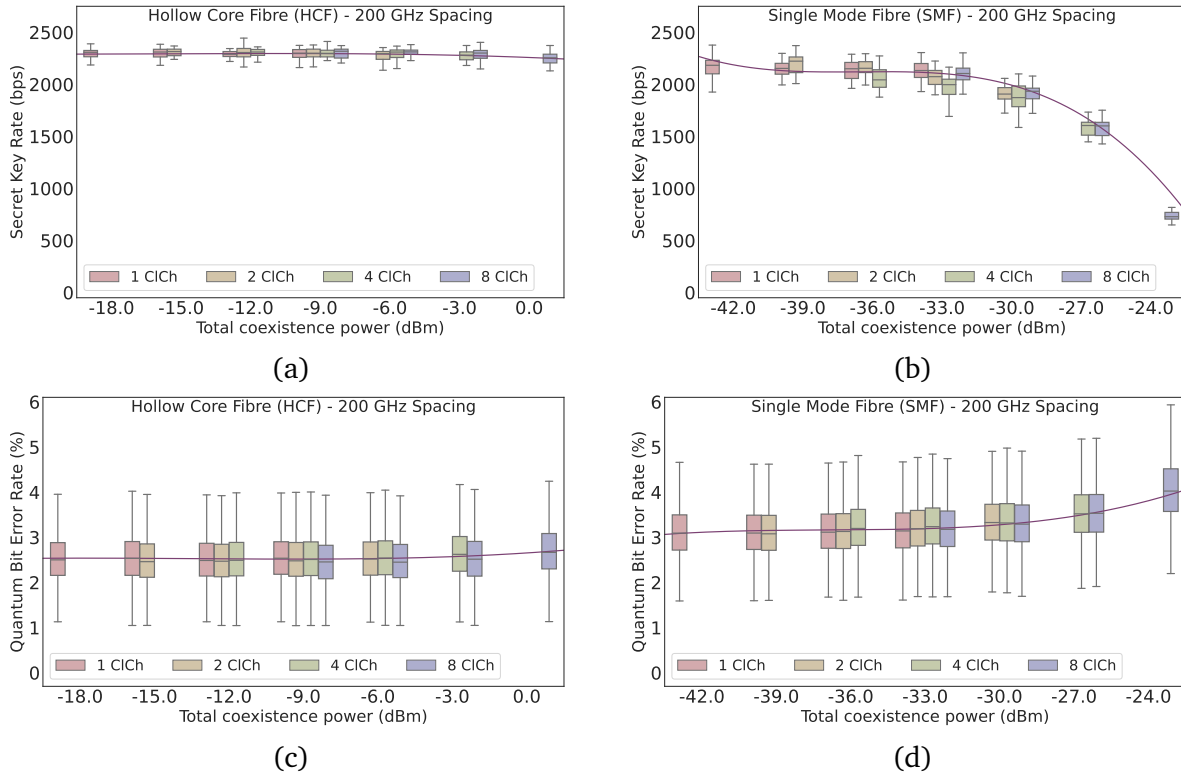 Hollow Core Fibre (HCF) - 200 GHz Spacing
Secret Key Rate (bps)
2500
2000
1500
1000
500
0
1 ClCh 2 ClCh 4 ClCh 8 ClCh
-18.0 -15.0 -12.0 -9.0 -6.0 -3.0 0.0
Total coexistence power (dBm)
(a)
Single Mode Fibre (SMF) - 200 GHz Spacing
Secret Key Rate (bps)
2500
2000
1500
1000
500
0
1 ClCh 2 ClCh 4 ClCh 8 ClCh
-42.0 -39.0 -36.0 -33.0 -30.0 -27.0 -24.0
Total coexistence power (dBm)
(b)
Hollow Core Fibre (HCF) - 200 GHz Spacing
Quantum Bit Error Rate (%)
6
5
4
3
2
1
0
1 ClCh 2 ClCh 4 ClCh 8 ClCh
-18.0 -15.0 -12.0 -9.0 -6.0 -3.0 0.0
Total coexistence power (dBm)
(c)
Single Mode Fibre (SMF) - 200 GHz Spacing
Quantum Bit Error Rate (%)
6
5
4
3
2
1
0
1 ClCh 2 ClCh 4 ClCh 8 ClCh
-42.0 -39.0 -36.0 -33.0 -30.0 -27.0 -24.0
Total coexistence power (dBm)
(d)